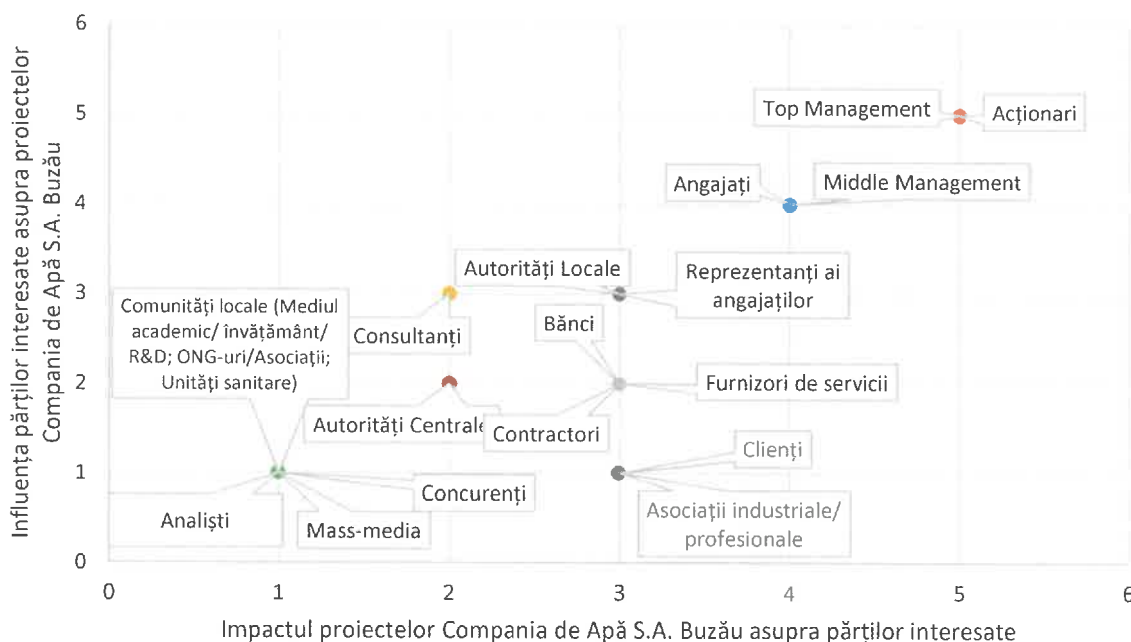 Influența părților interesate asupra proiectelor
Compania de Apă S.A. Buzău
6
5
4
3
2
1
0
Top Management
Acționari
Angajați
Middle Management
Autorități Locale
Reprezentanți ai
angajaților
Comunități locale (Mediul
academic/ învățământ/
R&D; ONG-uri/Asociații;
Unități sanitare)
Consultanți
Bănci
Furnizori de servicii
Autorități Centrale
Contractori
Clienți
Concurenți
Analiști
Mass-media
Asociații industriale/
profesionale
0 1 2 3 4 5 6
Impactul proiectelor Compania de Apă S.A. Buzău asupra părților interesate